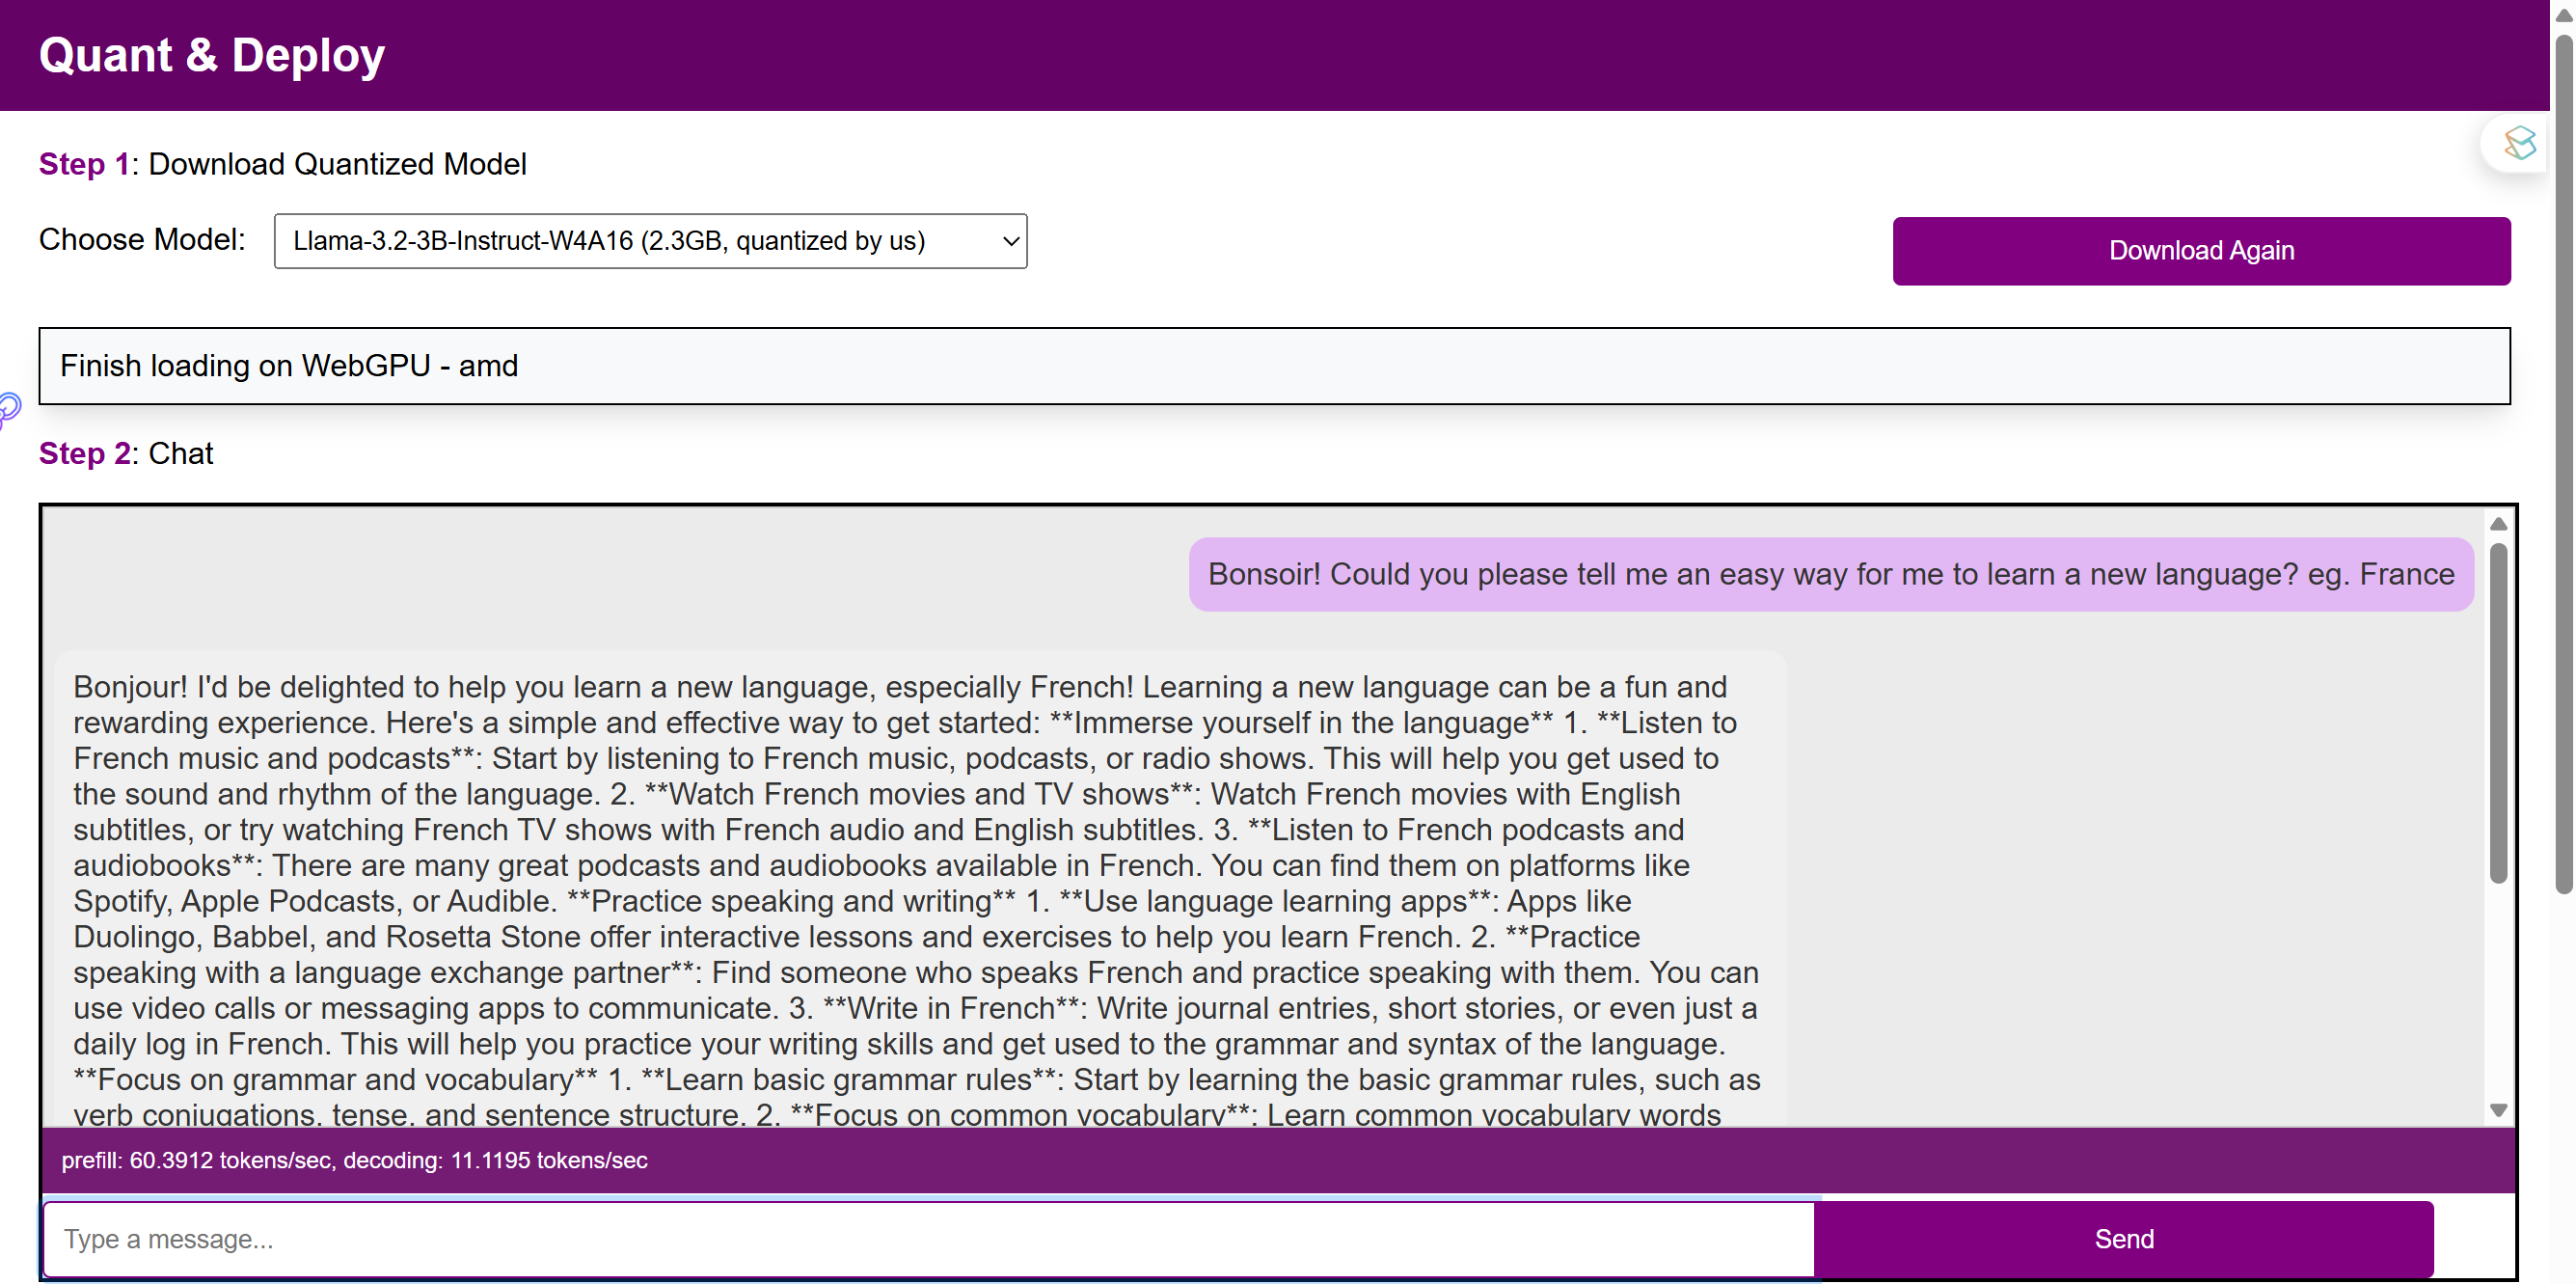 Quant & Deploy
Step 1: Download Quantized Model
Choose Model: Llama-3.2-3B-Instruct-W4A16 (2.3GB, quantized by us)
Download Again
Finish loading on WebGPU - amd
Step 2: Chat
Bonsoir! Could you please tell me an easy way for me to learn a new language? eg. France
Bonjour! I'd be delighted to help you learn a new language, especially French! Learning a new language can be a fun and
rewarding experience. Here's a simple and effective way to get started: **Immerse yourself in the language** 1. **Listen to
French music and podcasts**: Start by listening to French music, podcasts, or radio shows. This will help you get used to
the sound and rhythm of the language. 2. **Watch French movies and TV shows**: Watch French movies with English
subtitles, or try watching French TV shows with French audio and English subtitles. 3. **Listen to French podcasts and
audiobooks**: There are many great podcasts and audiobooks available in French. You can find them on platforms like
Spotify, Apple Podcasts, or Audible. **Practice speaking and writing** 1. **Use language learning apps**: Apps like
Duolingo, Babbel, and Rosetta Stone offer interactive lessons and exercises to help you learn French. 2. **Practice
speaking with a language exchange partner**: Find someone who speaks French and practice speaking with them. You can
use video calls or messaging apps to communicate. 3. **Write in French**: Write journal entries, short stories, or even just a
daily log in French. This will help you practice your writing skills and get used to the grammar and syntax of the language.
**Focus on grammar and vocabulary** 1. **Learn basic grammar rules**: Start by learning the basic grammar rules, such as
verb conjugations, tense, and sentence structure. 2. **Focus on common vocabulary**: Learn common vocabulary words
prefill: 60.3912 tokens/sec, decoding: 11.1195 tokens/sec
Type a message...
Send